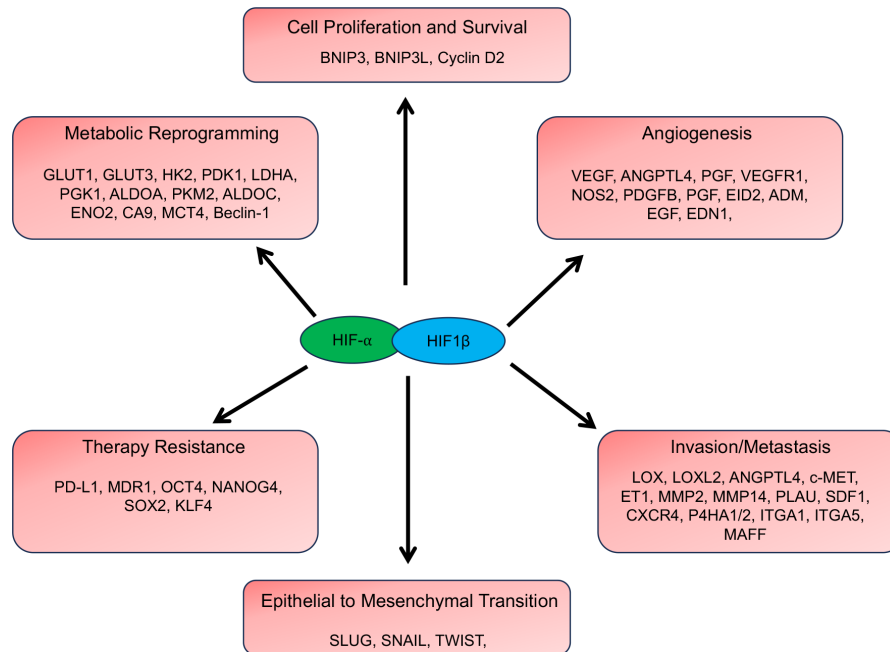 Cell Proliferation and Survival
BNIP3, BNIP3L, Cyclin D2
Metabolic Reprogramming
GLUT1, GLUT3, HK2, PDK1, LDHA,
PGK1, ALDOA, PKM2, ALDOC,
ENO2, CA9, MCT4, Beclin-1
Angiogenesis
VEGF, ANGPTL4, PGF, VEGFR1,
NOS2, PDGFB, PGF, EID2, ADM,
EGF, EDN1,
HIF-α
HIF1β
Therapy Resistance
PD-L1, MDR1, OCT4, NANOG4,
SOX2, KLF4
Invasion/Metastasis
LOX, LOXL2, ANGPTL4, c-MET,
ET1, MMP2, MMP14, PLAU, SDF1,
CXCR4, P4HA1/2, ITGA1, ITGA5,
MAFF
Epithelial to Mesenchymal Transition
SLUG, SNAIL, TWIST,